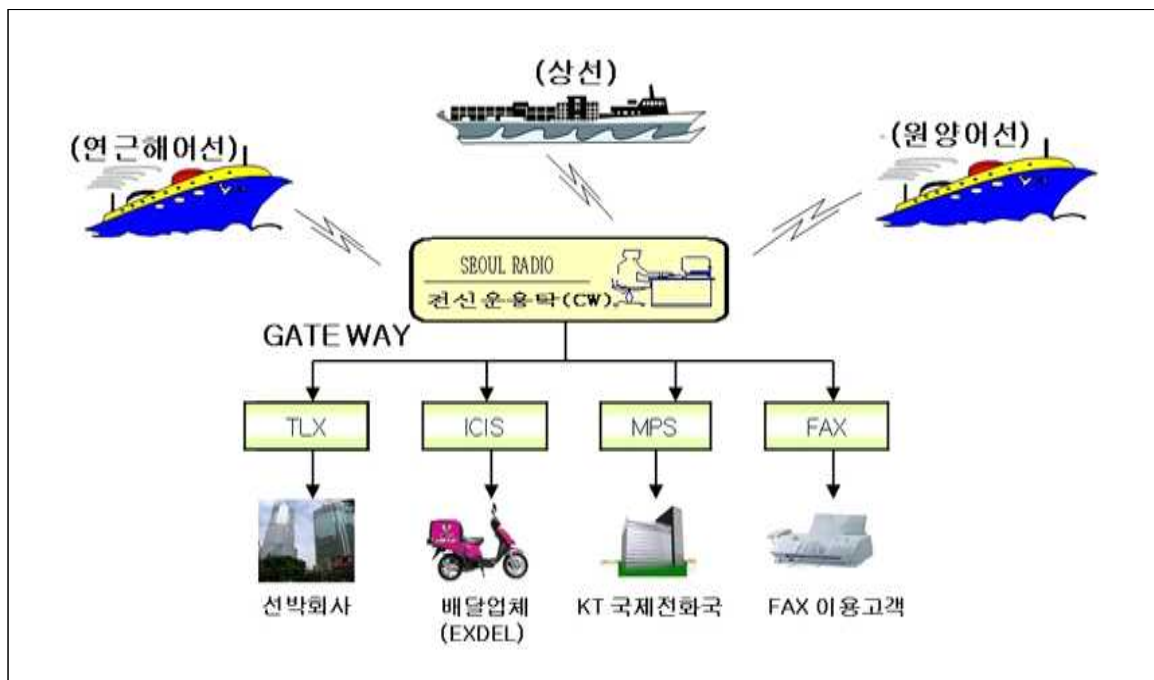 (상선)
(연근해어선)
(원양어선)
SEOUL RADIO
전신운용탁(CW)
GATE WAY
TLX
ICIS
MPS
FAX
선박회사
배달업체
(EXDEL)
KT 국제전화국
FAX 이용고객